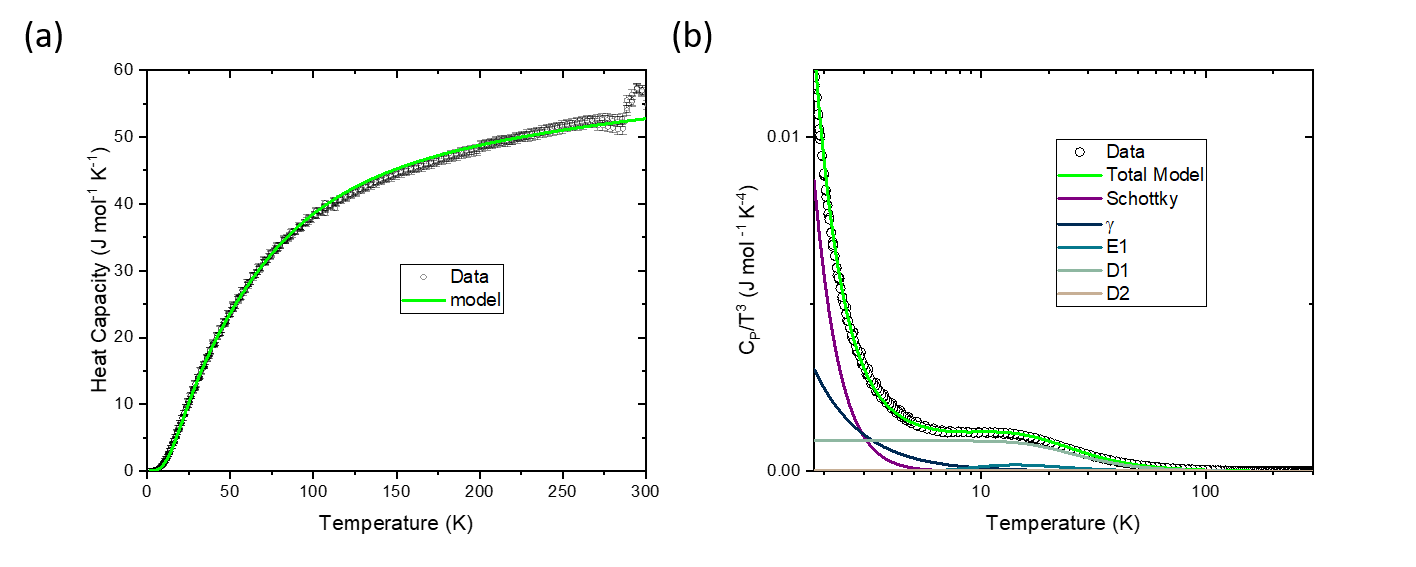 (a)
60
50
40
30
20
10
0
Heat Capacity (J mol-1 K-1)
Data
model
0 50 100 150 200 250 300
Temperature (K)
(b)
0.01
0.00
CP/T3 (J mol -1 K-4)
Data
Total Model
Schottky
γ
E1
D1
D2
10 100
Temperature (K)